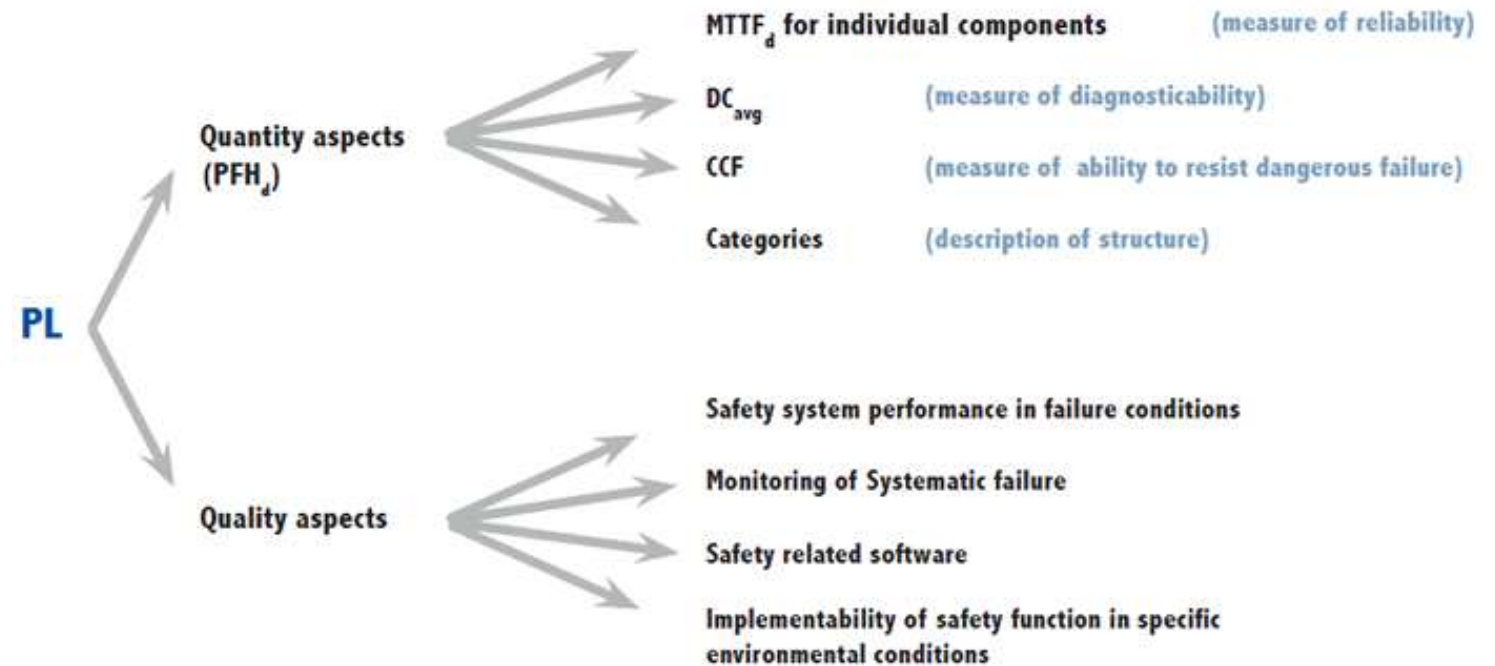 MTTFd for individual components (measure of reliability)
DCavg (measure of diagnosticability)
Quantity aspects
(PFHd)
CCF (measure of ability to resist dangerous failure)
Categories (description of structure)
PL
Safety system performance in failure conditions
Monitoring of Systematic failure
Quality aspects
Safety related software
Implementability of safety function in specific
environmental conditions